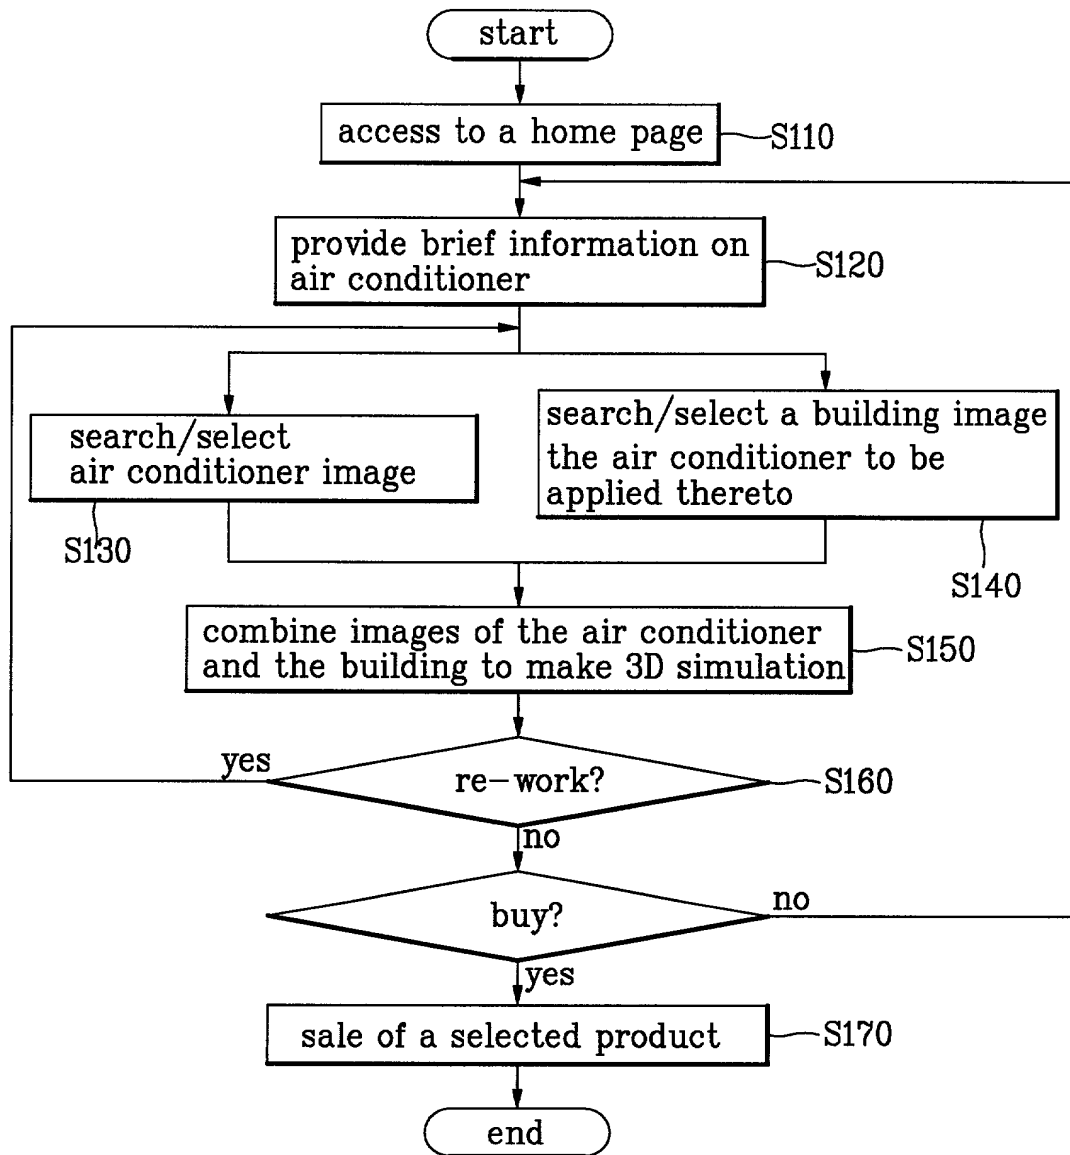 start
access to a home page
S110
provide brief information on
air conditioner
S120
search/select
air conditioner image
S130
search/select a building image
the air conditioner to be
applied thereto
S140
combine images of the air conditioner
and the building to make 3D simulation
S150
yes
re-work?
S160
no
buy?
no
yes
sale of a selected product
S170
end